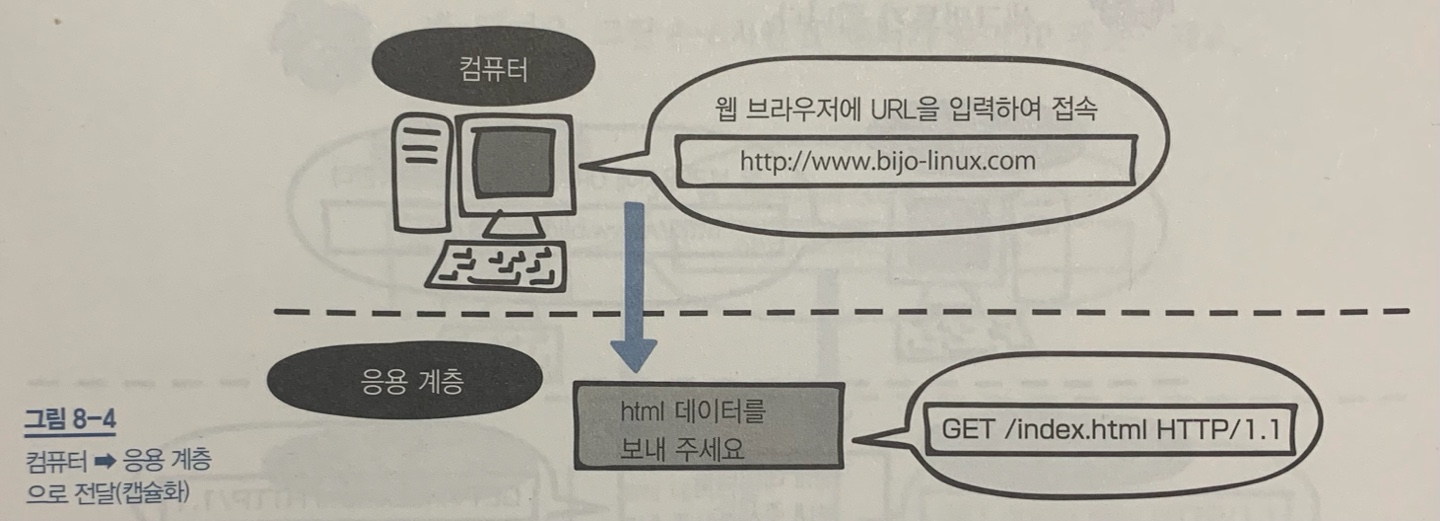 컴퓨터
웹 브라우저에 URL을 입력하여 접속
http://www.bijo-linux.com
응용 계층
html 데이터를
보내 주세요
GET /index.html HTTP/1.1
그림 8-4
컴퓨터 ➡ 응용 계층
으로 전달(캡슐화)